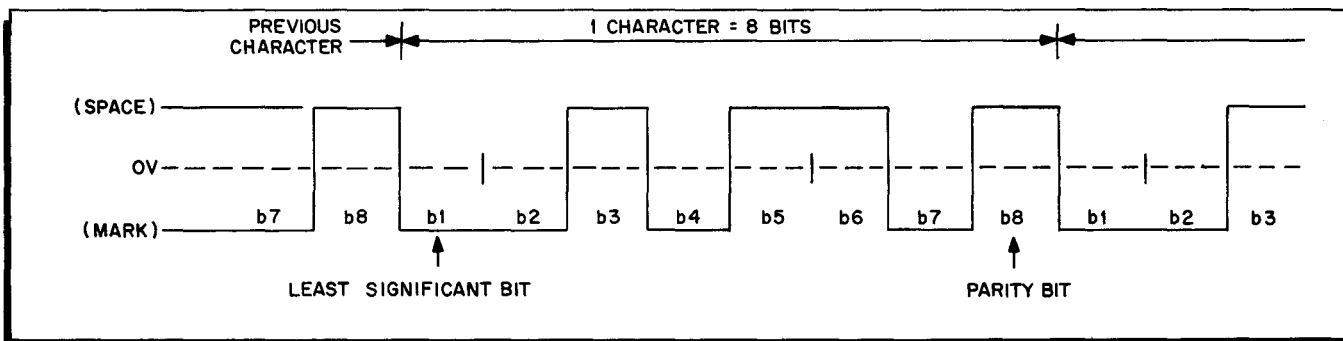 PREVIOUS
CHARACTER
1 CHARACTER = 8 BITS
(SPACE)
0V
(MARK)
b7 b8 b1 b2 b3 b4 b5 b6 b7 b8 b1 b2 b3
LEAST SIGNIFICANT BIT
PARITY BIT